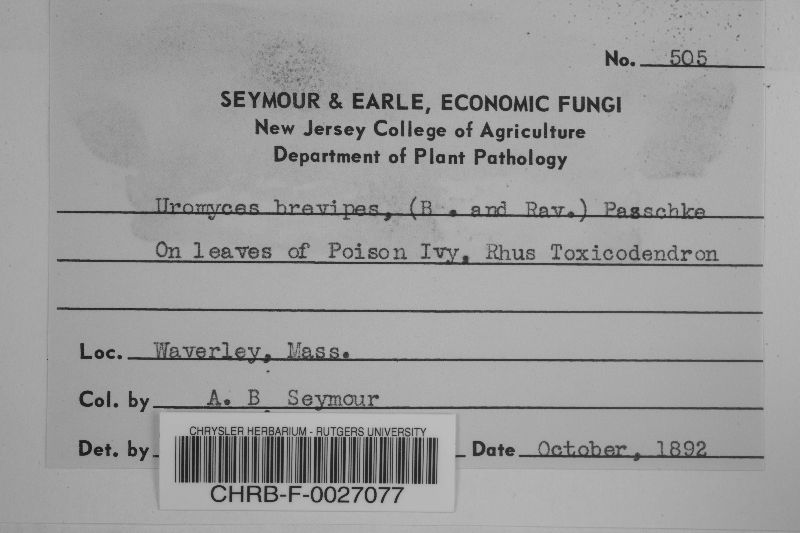 No. 505
SEYMOUR & EARLE, ECONOMIC FUNGI
New Jersey College of Agriculture
Department of Plant Pathology
Uromyces brevipes, (B . and Rav.) Passchke
On leaves of Poison Ivy, Rhus Toxicodendron
Loc. Waverley, Mass.
Col. by A. B Seymour
Det. by Date October, 1892
CHRYSLER HERBARIUM - RUTGERS UNIVERSITY
CHRB-F-0027077